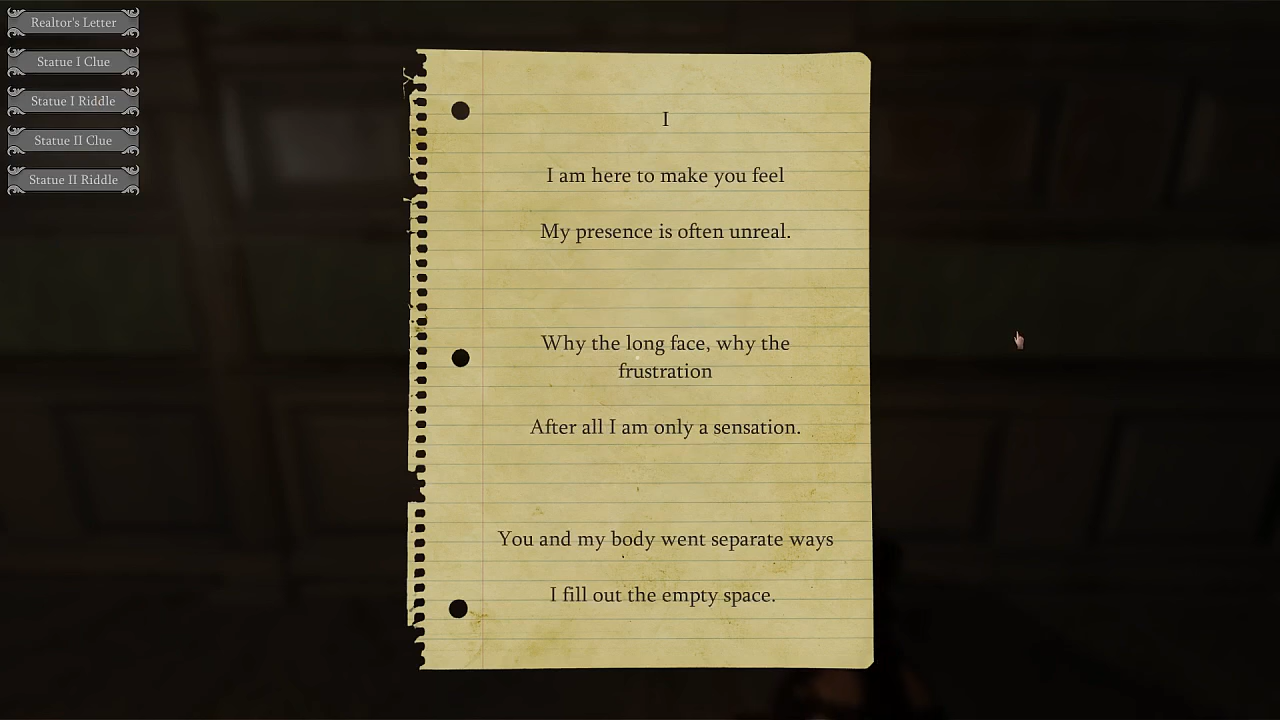 Realtor's Letter
Statue I Clue
Statue I Riddle
Statue II Clue
Statue II Riddle
I
I am here to make you feel
My presence is often unreal.
Why the long face, why the
frustration
After all I am only a sensation.
You and my body went separate ways
I fill out the empty space.